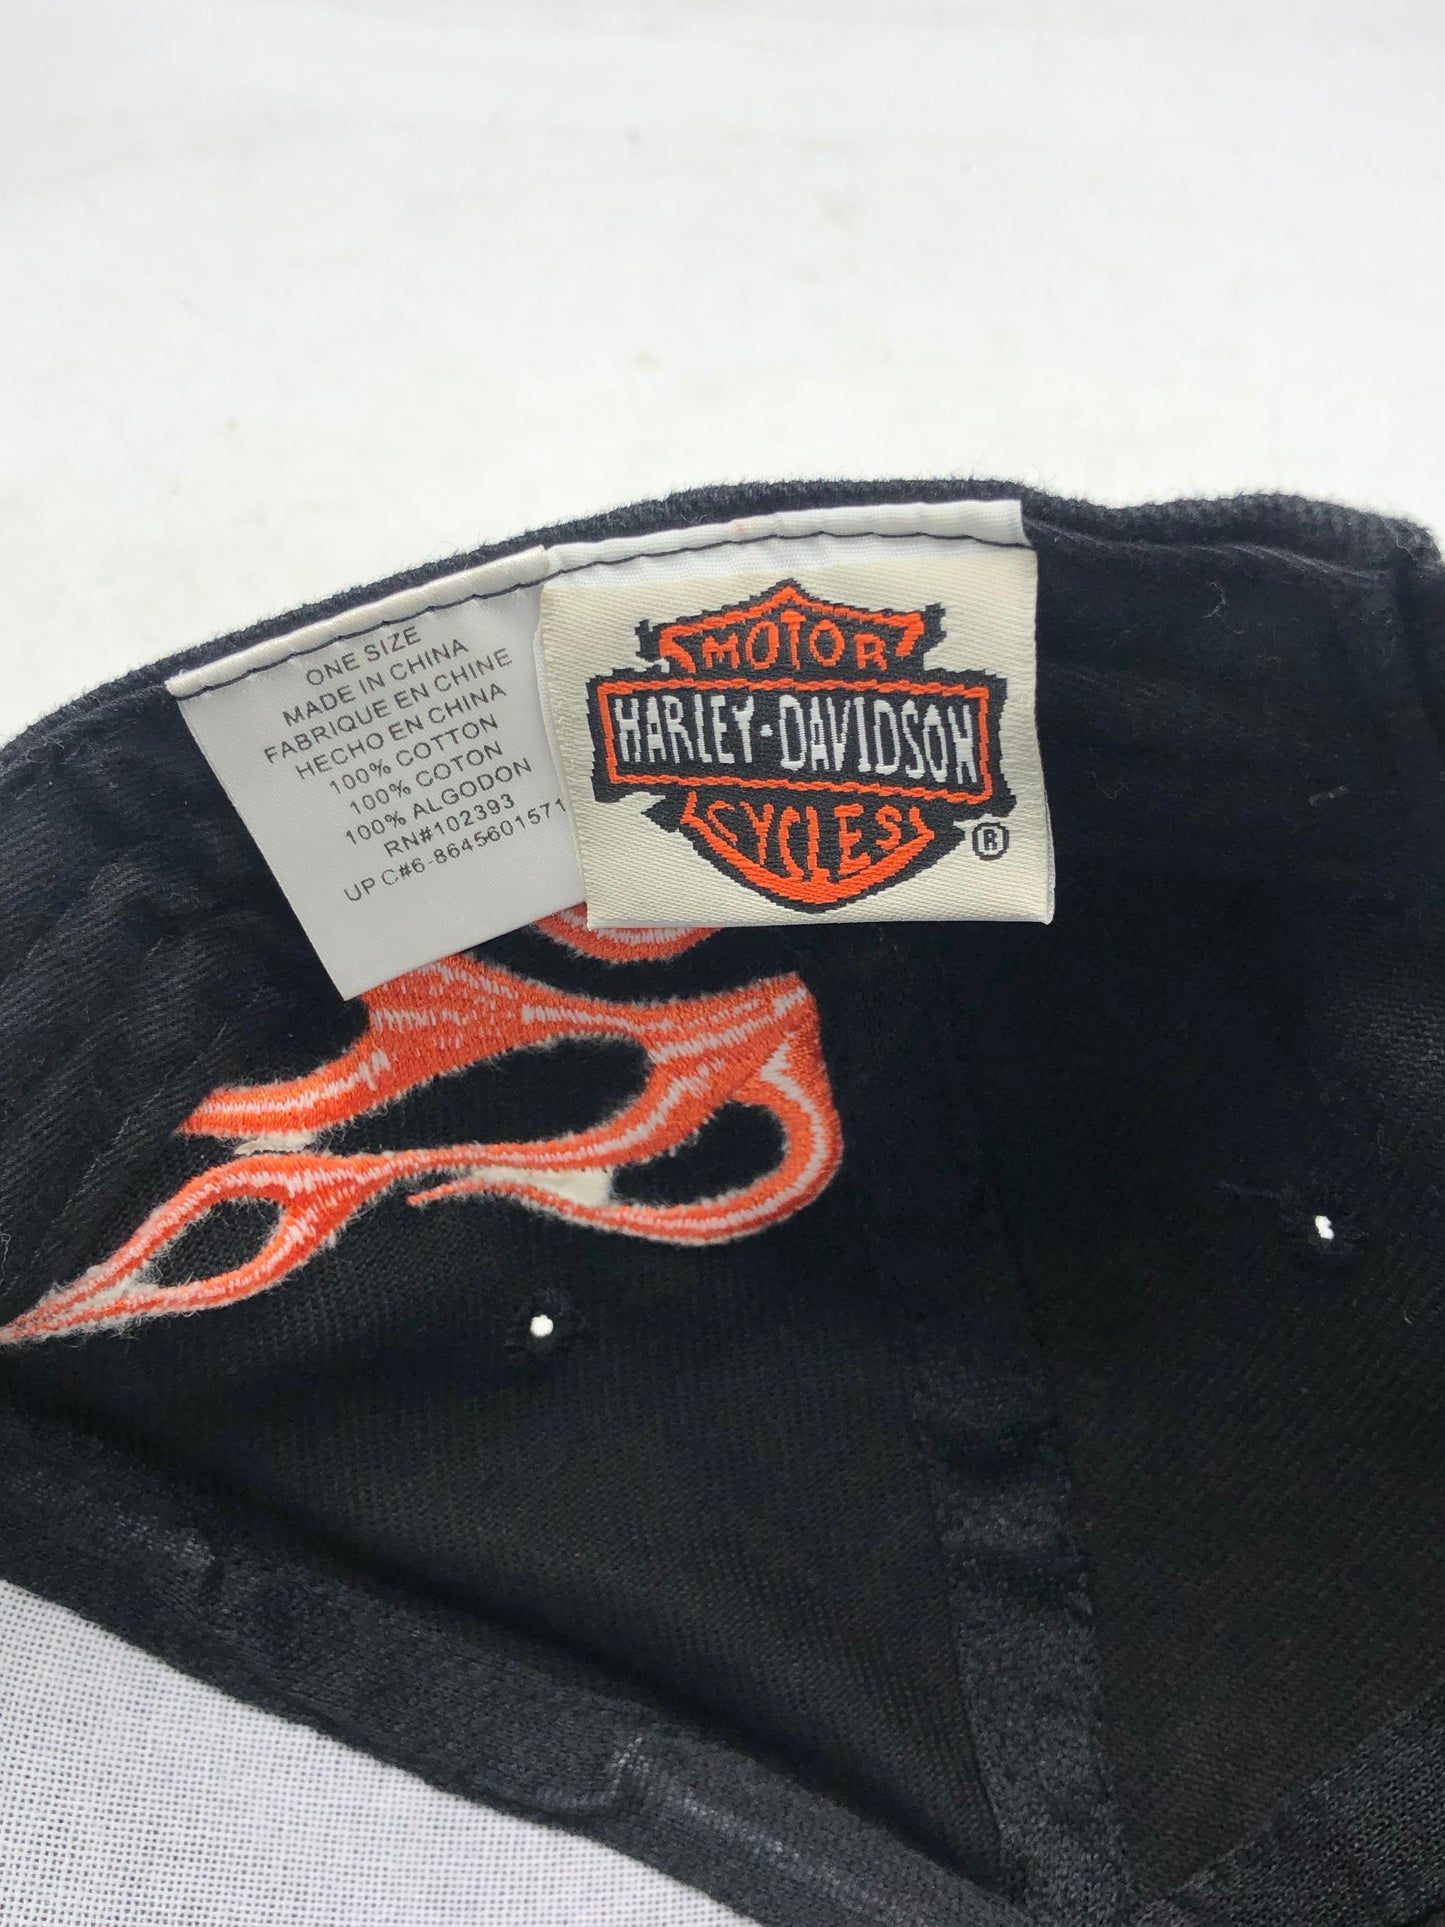 ONE SIZE
MADE IN CHINA
FABRIQUE EN CHINE
HECHO EN CHINA
100% COTTON
100% COTON
100% ALGODON
RN#102393
UPC#6-8645601571
MOTOR
HARLEY-DAVIDSON
CYCLES
®